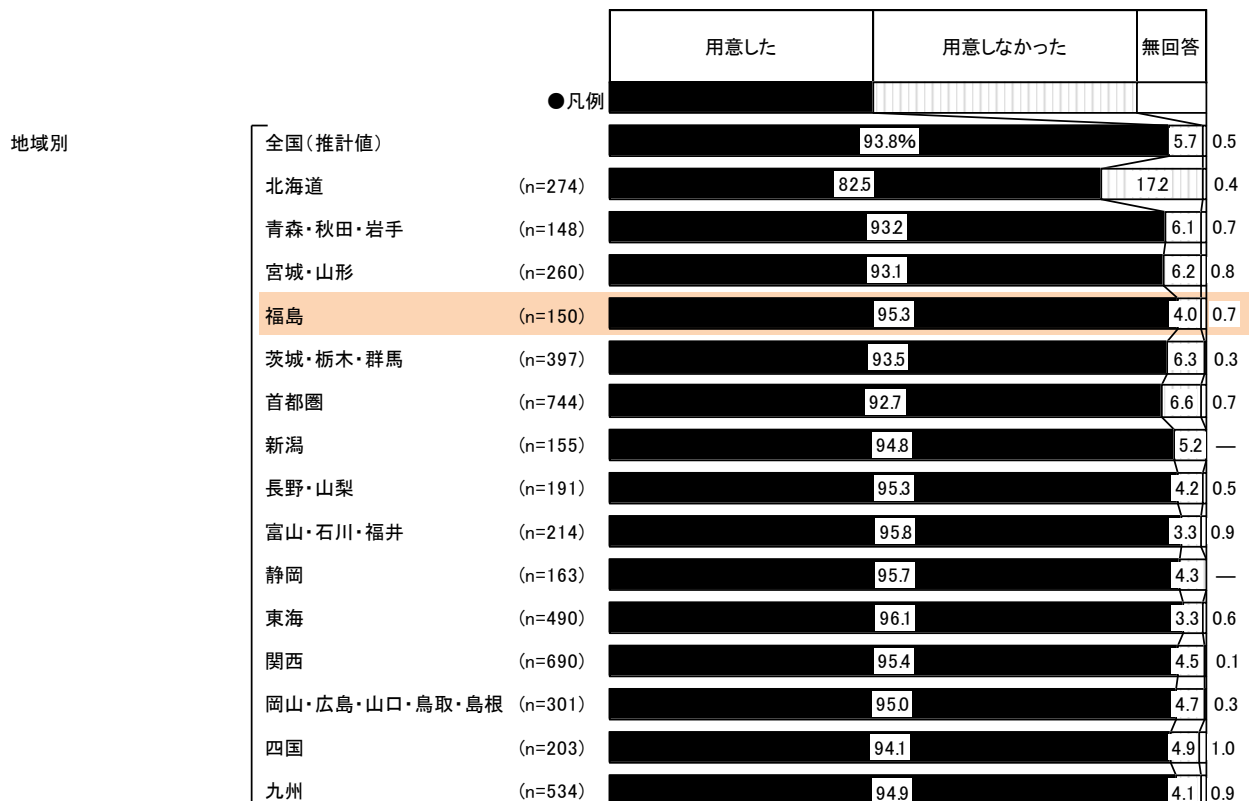 用意した 用意しなかった 無回答
●凡例
地域別 全国(推計値) 93.8% 5.7 0.5
北海道 (n=274) 82.5 17.2 0.4
青森・秋田・岩手 (n=148) 93.2 6.1 0.7
宮城・山形 (n=260) 93.1 6.2 0.8
福島 (n=150) 95.3 4.0 0.7
茨城・栃木・群馬 (n=397) 93.5 6.3 0.3
首都圏 (n=744) 92.7 6.6 0.7
新潟 (n=155) 94.8 5.2 ―
長野・山梨 (n=191) 95.3 4.2 0.5
富山・石川・福井 (n=214) 95.8 3.3 0.9
静岡 (n=163) 95.7 4.3 ―
東海 (n=490) 96.1 3.3 0.6
関西 (n=690) 95.4 4.5 0.1
岡山・広島・山口・鳥取・島根 (n=301) 95.0 4.7 0.3
四国 (n=203) 94.1 4.9 1.0
九州 (n=534) 94.9 4.1 0.9